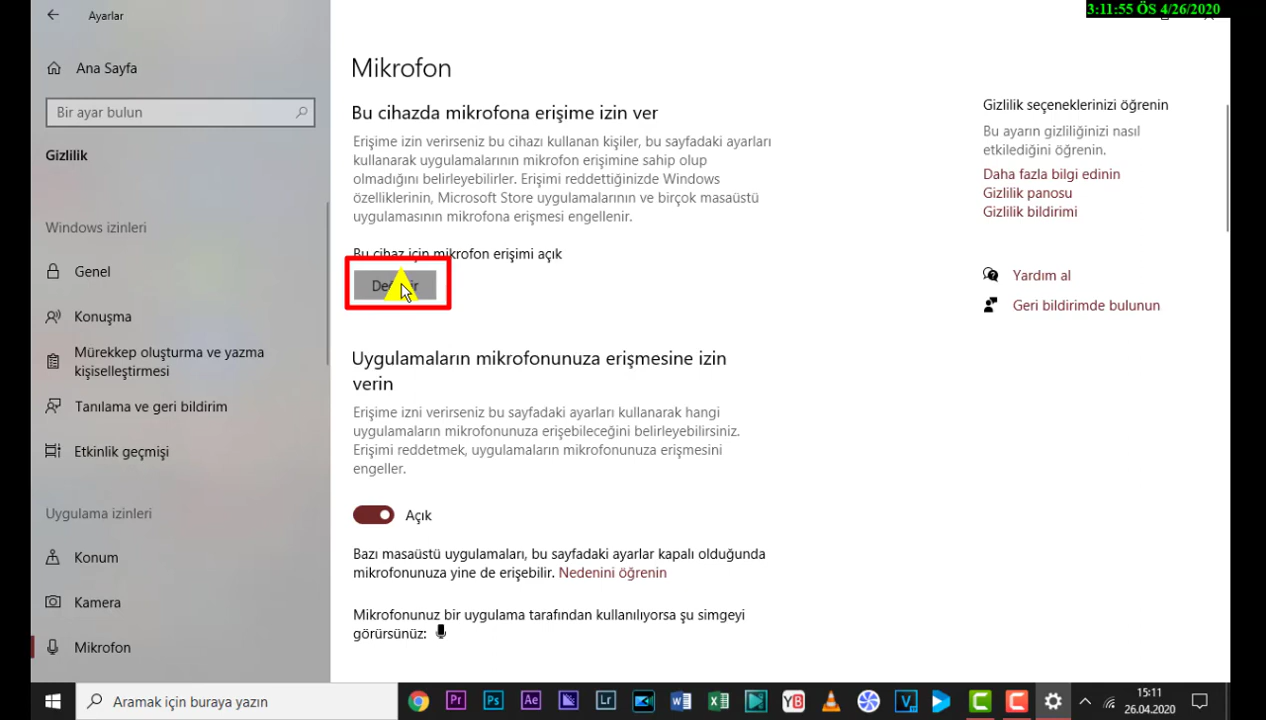 3:11:55 ÖS 4/26/2020
Ayarlar
Ana Sayfa
Bir ayar bulun
Gizlilik
Windows izinleri
Genel
Konuşma
Mürekkep oluşturma ve yazma
kişiselleştirmesi
Tanılama ve geri bildirim
Etkinlik geçmişi
Uygulama izinleri
Konum
Kamera
Mikrofon
Mikrofon
Bu cihazda mikrofona erişime izin ver
Erişime izin verirseniz bu cihazı kullanan kişiler, bu sayfadaki ayarları
kullanarak uygulamalarının mikrofon erişimine sahip olup
olmadığını belirleyebilirler. Erişimi reddettiğinizde Windows
özelliklerinin, Microsoft Store uygulamalarının ve birçok masaüstü
uygulamasının mikrofona erişmesi engellenir.
Bu cihaz için mikrofon erişimi açık
Uygulamaların mikrofonunuza erişmesine izin
verin
Erişime izni verirseniz bu sayfadaki ayarları kullanarak hangi
uygulamaların mikrofonunuza erişebileceğini belirleyebilirsiniz.
Erişimi reddetmek, uygulamaların mikrofonunuza erişmesini
engeller.
Açık
Bazı masaüstü uygulamaları, bu sayfadaki ayarlar kapalı olduğunda
mikrofonunuza yine de erişebilir. Nedenini öğrenin
Mikrofonunuz bir uygulama tarafından kullanılıyorsa şu simgeyi
görürsünüz:
Gizlilik seçeneklerinizi öğrenin
Bu ayarın gizliliğinizi nasıl
etkilediğini öğrenin.
Daha fazla bilgi edinin
Gizlilik panosu
Gizlilik bildirimi
Yardım al
Geri bildirimde bulunun
Aramak için buraya yazın
Pr
Ps
Ae
Lr
15:11
26.04.2020